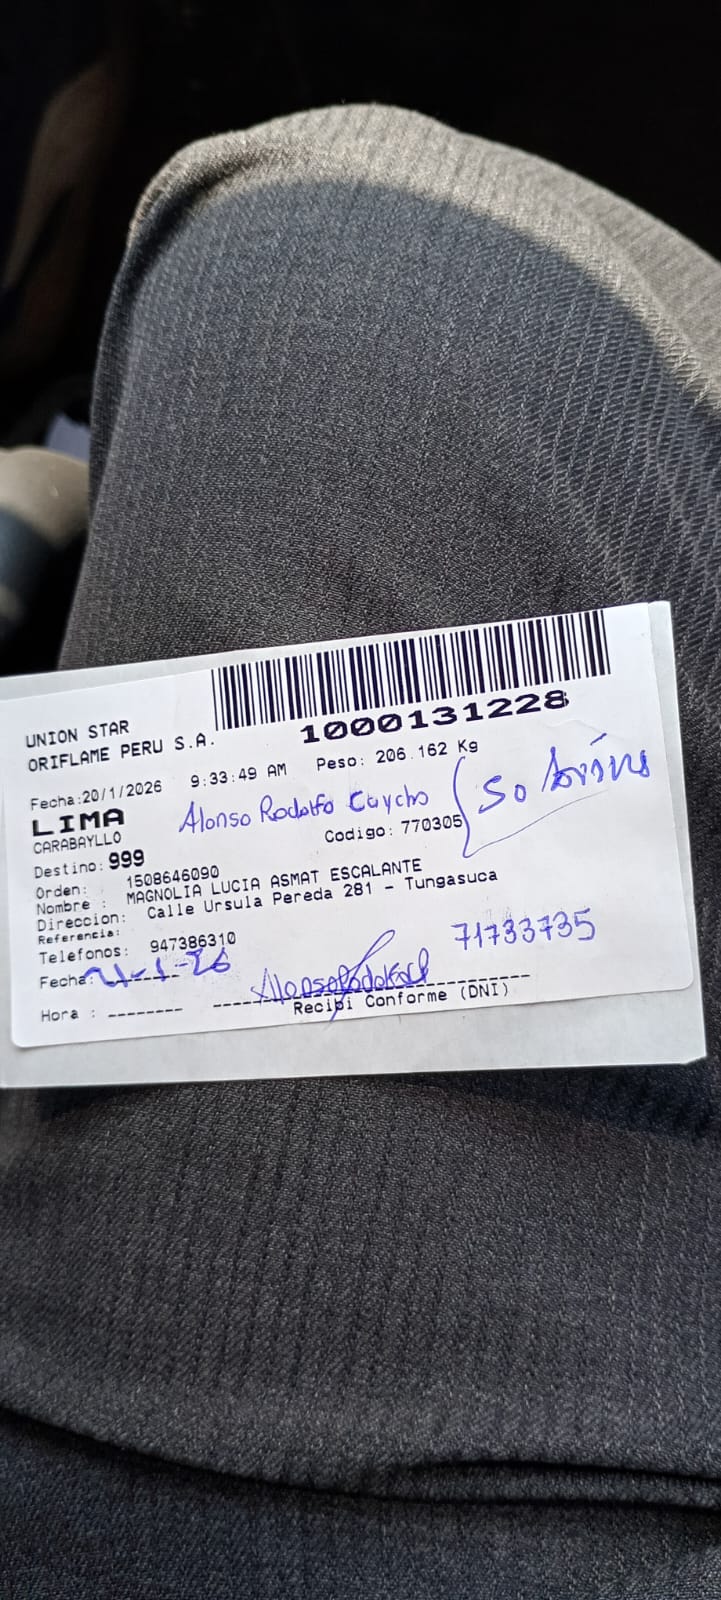 UNION STAR
ORIFLAME PERU S.A.
1000131228
Fecha:20/1/2026 9:33:49 AM Peso: 206.162 Kg
LIMA
CARABAYLLO
Alonso Rodolfo Caycho
Codigo: 770305
(Sobrino
Destino: 999
Orden: 1508646090
Nombre : MAGNOLIA LUCIA ASMAT ESCALANTE
Direccion: Calle Ursula Pereda 281 - Tungasuca
Referencia:
Telefonos: 947386310
71733735
Fecha: 21-1-26
Hora : --------
Recibi Conforme (DNI)